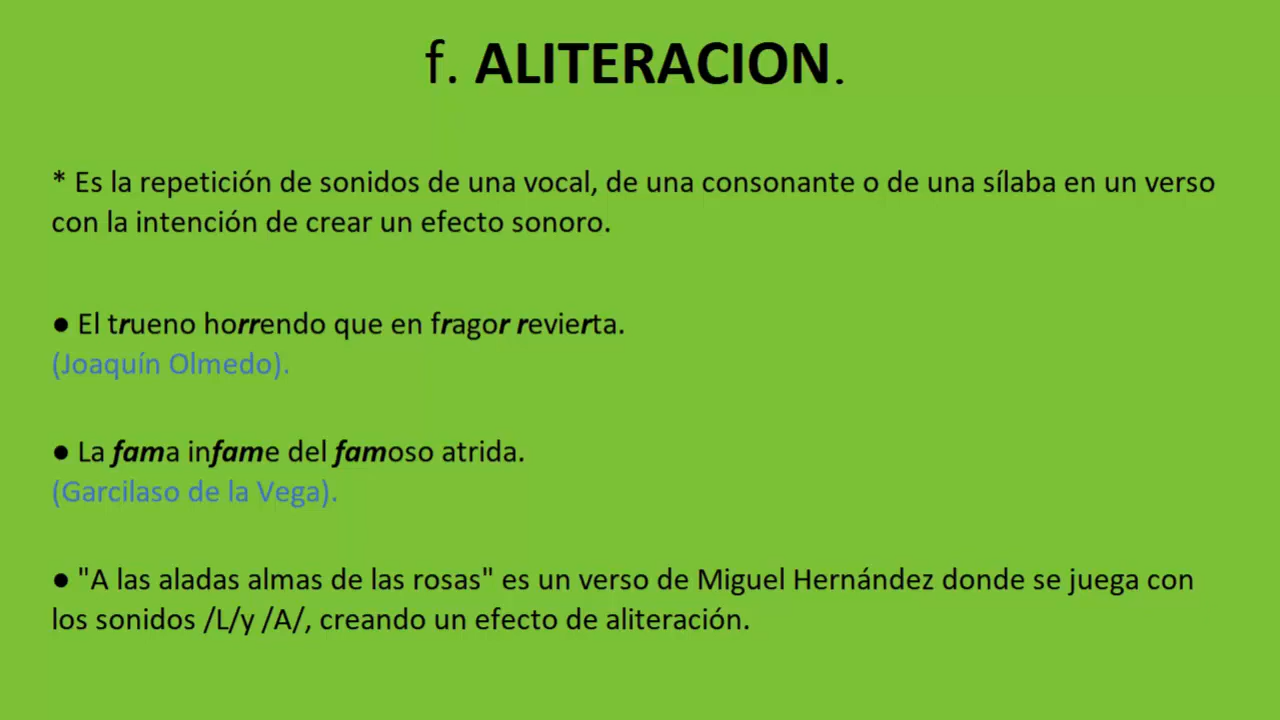 f. ALITERACION.
* Es la repetición de sonidos de una vocal, de una consonante o de una sílaba en un verso
con la intención de crear un efecto sonoro.
● El trueno horrendo que en fragor revierta.
(Joaquín Olmedo).
● La fama infame del famoso atrida.
(Garcilaso de la Vega).
● "A las aladas almas de las rosas" es un verso de Miguel Hernández donde se juega con
los sonidos /L/y /A/, creando un efecto de aliteración.